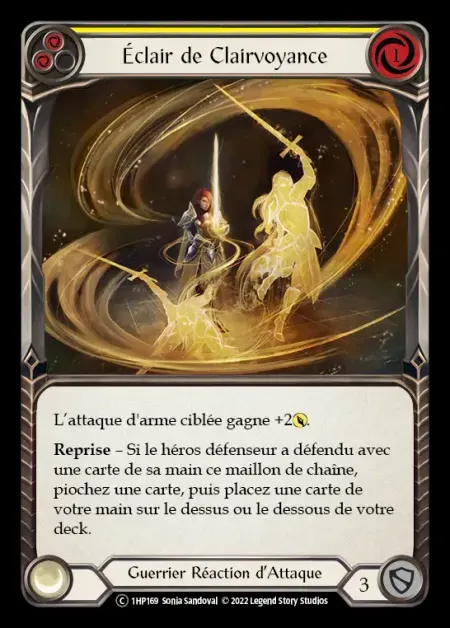 Éclair de Clairvoyance
1
L'attaque d'arme ciblée gagne +2.
Reprise – Si le héros défenseur a défendu avec
une carte de sa main ce maillon de chaîne,
piochez une carte, puis placez une carte de
votre main sur le dessus ou le dessous de votre
deck.
Guerrier Réaction d'Attaque
3
C 1HP169 Sonia Sandoval © 2022 Legend Story Studios